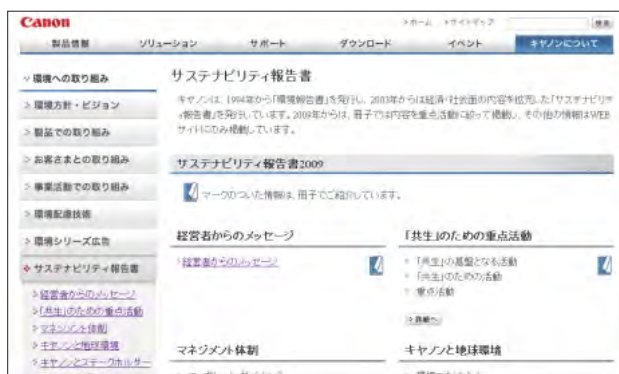 Canon
ホーム サイトマップ
検索
製品情報 ソリューション サポート ダウンロード イベント キヤノンについて
環境への取り組み
環境方針・ビジョン
製品での取り組み
お客さまとの取り組み
事業活動での取り組み
環境配慮技術
環境シリーズ広告
サステナビリティ報告書
経営者からのメッセージ
「共生」のための重点活動
マネジメント体制
キヤノンと地球環境
キヤノンとステークホルダー
サステナビリティ報告書
キヤノンは、1994年から「環境報告書」を発行し、2003年からは経済・社会面の内容を拡充した「サステナビリテ
ィ報告書」を発行しています。2009年からは、冊子では内容を重点活動に絞って掲載し、その他の情報はWEB
サイトにのみ掲載しています。
サステナビリティ報告書2009
マークのついた情報は、冊子でご紹介しています。
経営者からのメッセージ
経営者からのメッセージ
「共生」のための重点活動
「共生」の基盤となる活動
「共生」のための活動
重点活動
詳細へ
マネジメント体制
キヤノンと地球環境